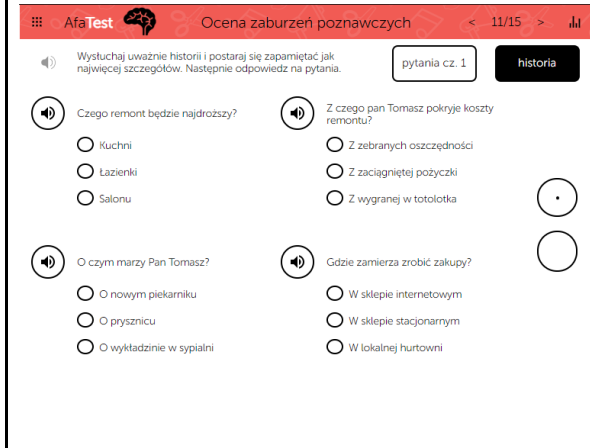 AfaTest
Ocena zaburzeń poznawczych
< 11/15 >
Wysłuchaj uważnie historii i postaraj się zapamiętać jak
najwięcej szczegółów. Następnie odpowiedz na pytania.
pytania cz. 1
historia
Czego remont będzie najdroższy?
Kuchni
Łazienki
Salonu
Z czego pan Tomasz pokryje koszty
remontu?
Z zebranych oszczędności
Z zaciągniętej pożyczki
Z wygranej w totolotka
O czym marzy Pan Tomasz?
O nowym piekarniku
O prysznicu
O wykładzinie w sypialni
Gdzie zamierza zrobić zakupy?
W sklepie internetowym
W sklepie stacjonarnym
W lokalnej hurtowni